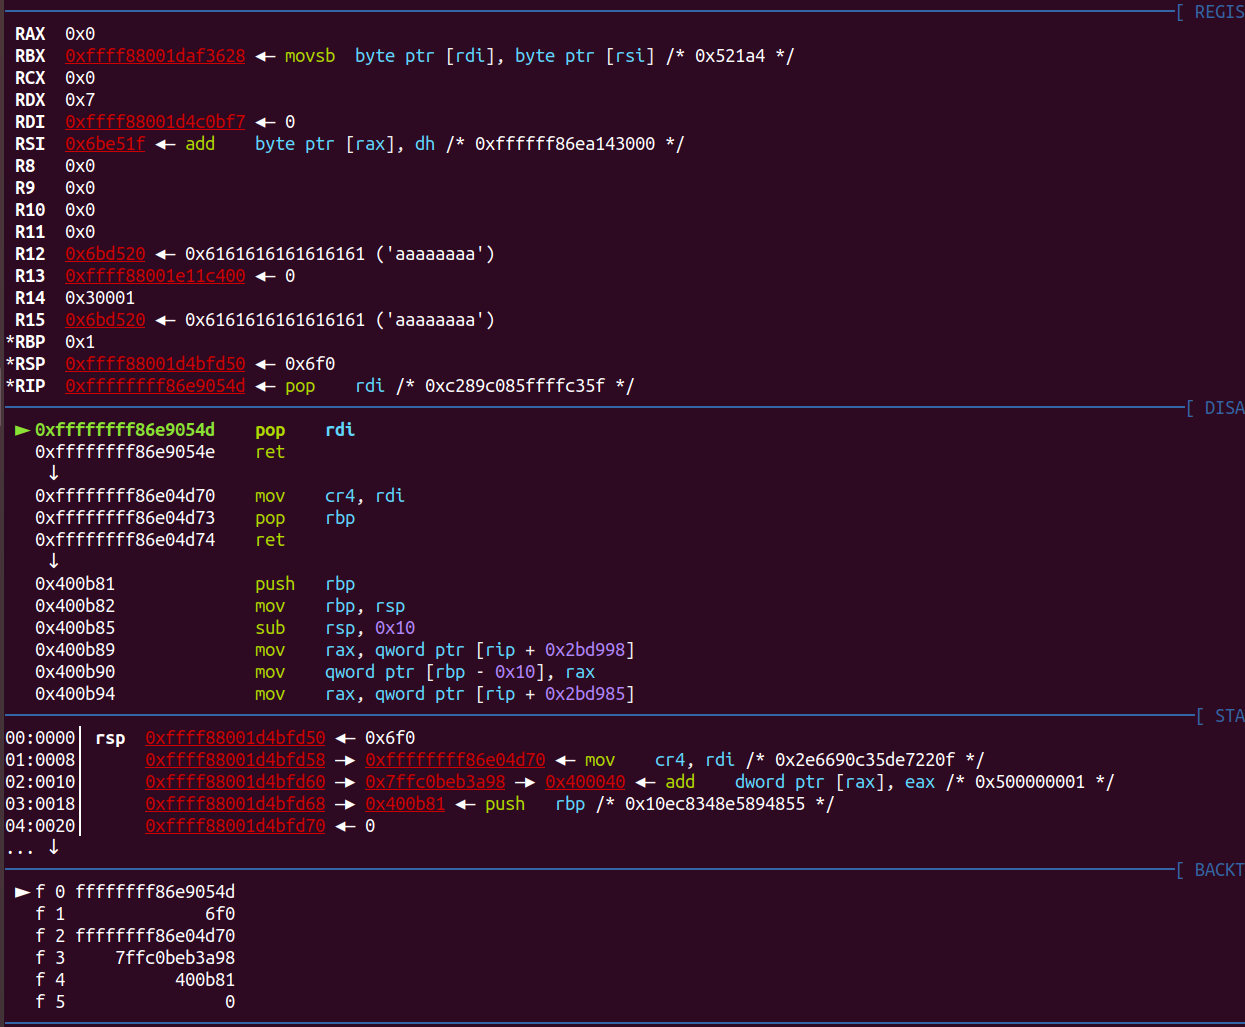 [ REGIS
RAX 0x0
RBX 0xffff88001daf3628 ◂— movsb byte ptr [rdi], byte ptr [rsi] /* 0x521a4 */
RCX 0x0
RDX 0x7
RDI 0xffff88001d4c0bf7 ◂— 0
RSI 0x6be51f ◂— add byte ptr [rax], dh /* 0xffffff86ea143000 */
R8 0x0
R9 0x0
R10 0x0
R11 0x0
R12 0x6bd520 ◂— 0x6161616161616161 ('aaaaaaaa')
R13 0xffff88001e11c400 ◂— 0
R14 0x30001
R15 0x6bd520 ◂— 0x6161616161616161 ('aaaaaaaa')
*RBP 0x1
*RSP 0xffff88001d4bfd50 ◂— 0x6f0
*RIP 0xffffffff86e9054d ◂— pop rdi /* 0xc289c085ffffc35f */
[ DISA
► 0xffffffff86e9054d pop rdi
0xffffffff86e9054e ret
↓
0xffffffff86e04d70 mov cr4, rdi
0xffffffff86e04d73 pop rbp
0xffffffff86e04d74 ret
↓
0x400b81 push rbp
0x400b82 mov rbp, rsp
0x400b85 sub rsp, 0x10
0x400b89 mov rax, qword ptr [rip + 0x2bd998]
0x400b90 mov qword ptr [rbp - 0x10], rax
0x400b94 mov rax, qword ptr [rip + 0x2bd985]
[ STA
00:0000│ rsp 0xffff88001d4bfd50 ◂— 0x6f0
01:0008│ 0xffff88001d4bfd58 —▸ 0xffffffff86e04d70 ◂— mov cr4, rdi /* 0x2e6690c35de7220f */
02:0010│ 0xffff88001d4bfd60 —▸ 0x7ffc0beb3a98 —▸ 0x400040 ◂— add dword ptr [rax], eax /* 0x500000001 */
03:0018│ 0xffff88001d4bfd68 —▸ 0x400b81 ◂— push rbp /* 0x10ec8348e5894855 */
04:0020│ 0xffff88001d4bfd70 ◂— 0
... ↓
[ BACKT
► f 0 ffffffff86e9054d
f 1 6f0
f 2 ffffffff86e04d70
f 3 7ffc0beb3a98
f 4 400b81
f 5 0